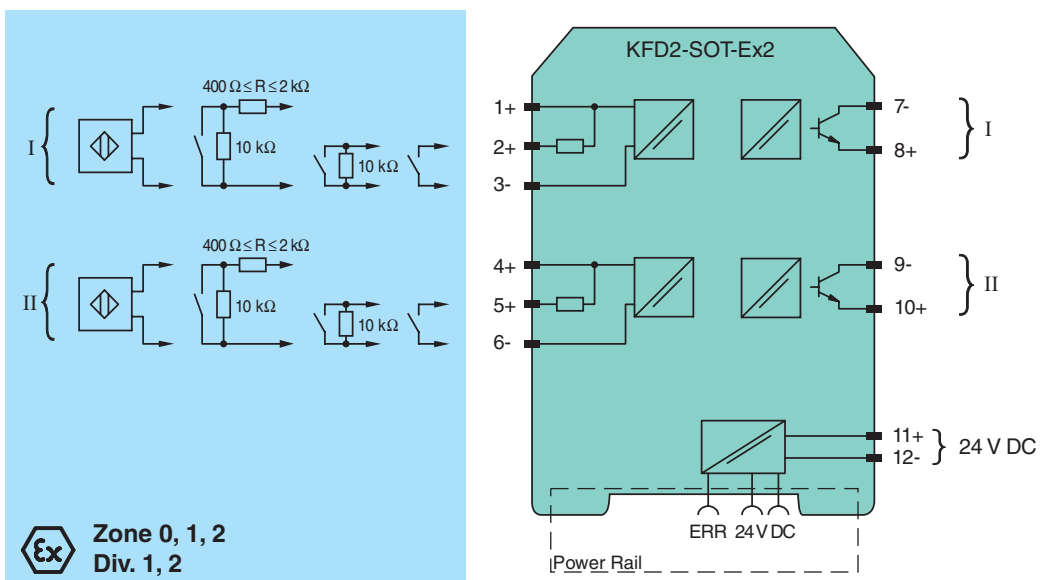 KFD2-SOT-Ex2
400 Ω ≤ R ≤ 2 kΩ
I
10 kΩ
10 kΩ
1+
2+
3-
7-
8+
I
400 Ω ≤ R ≤ 2 kΩ
II
10 kΩ
10 kΩ
4+
5+
6-
9-
10+
II
11+
12-
24 V DC
ERR 24 V DC
Power Rail
Ex
Zone 0, 1, 2
Div. 1, 2